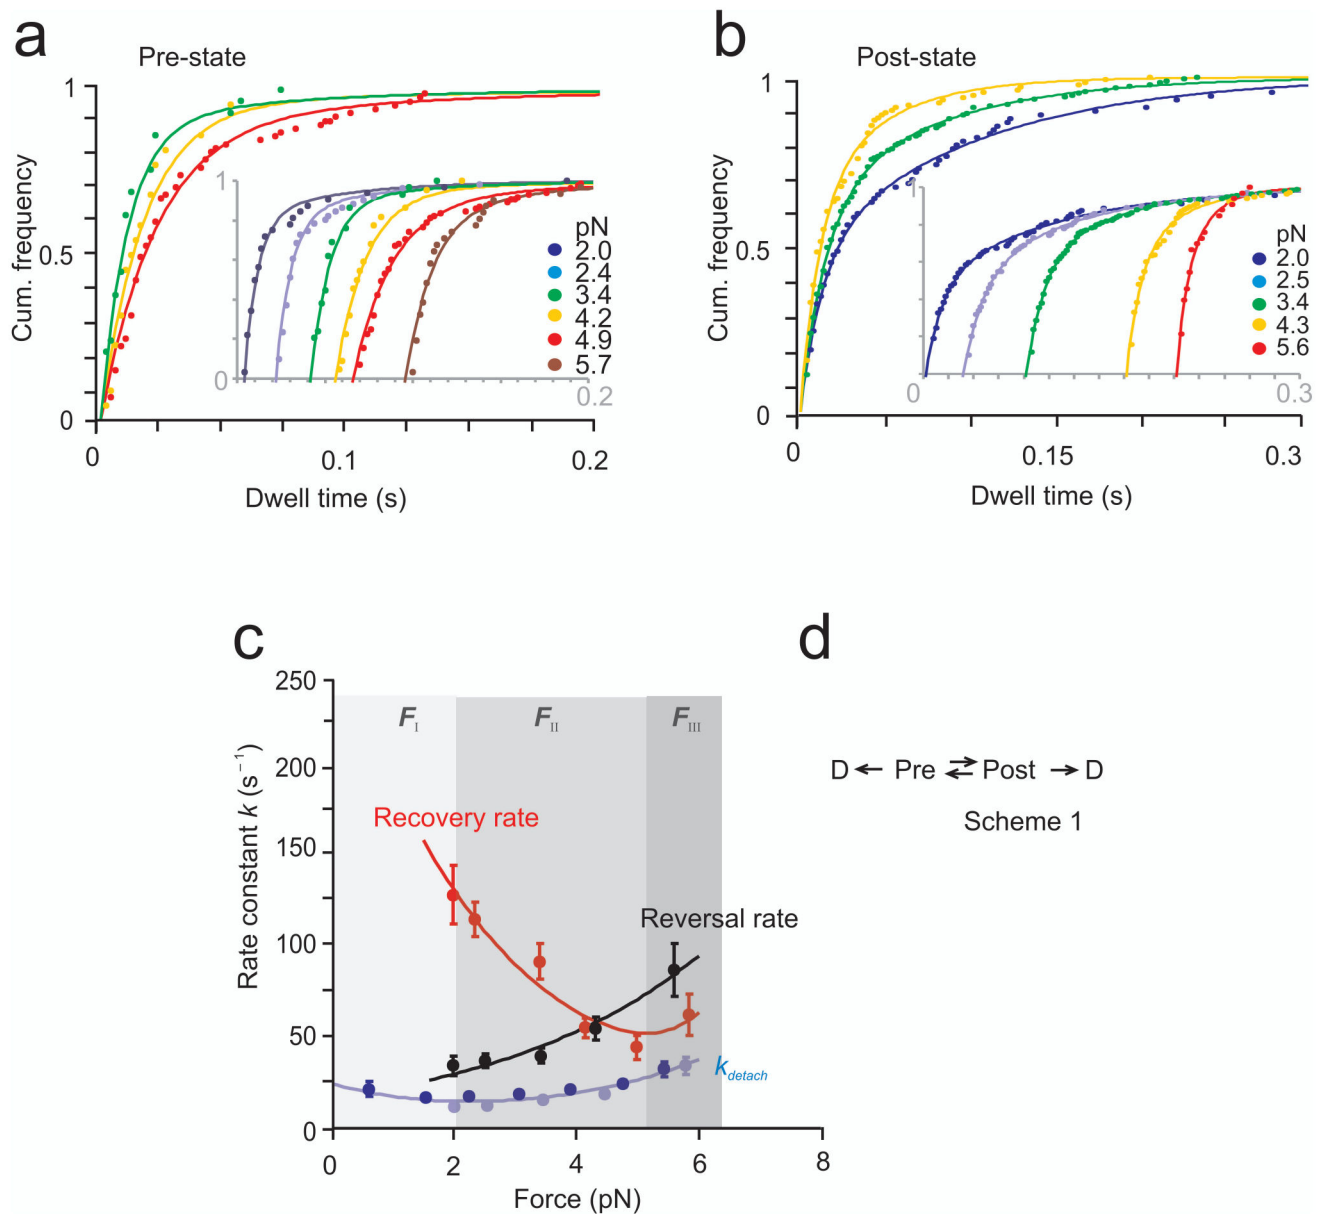 a
Pre-state
1
0.5
0
Cum. frequency
0
0.1
0.2
Dwell time (s)
1
0
0.2
pN
2.0
2.4
3.4
4.2
4.9
5.7
b
Post-state
1
0.5
0
Cum. frequency
0
0.15
0.3
Dwell time (s)
1
0
0.3
pN
2.0
2.5
3.4
4.3
5.6
c
250
200
150
100
50
0
Rate constant k (s⁻¹)
F_I
F_II
F_III
Recovery rate
Reversal rate
k_detach
0
2
4
6
8
Force (pN)
d
D ← Pre ⇌ Post → D
Scheme 1